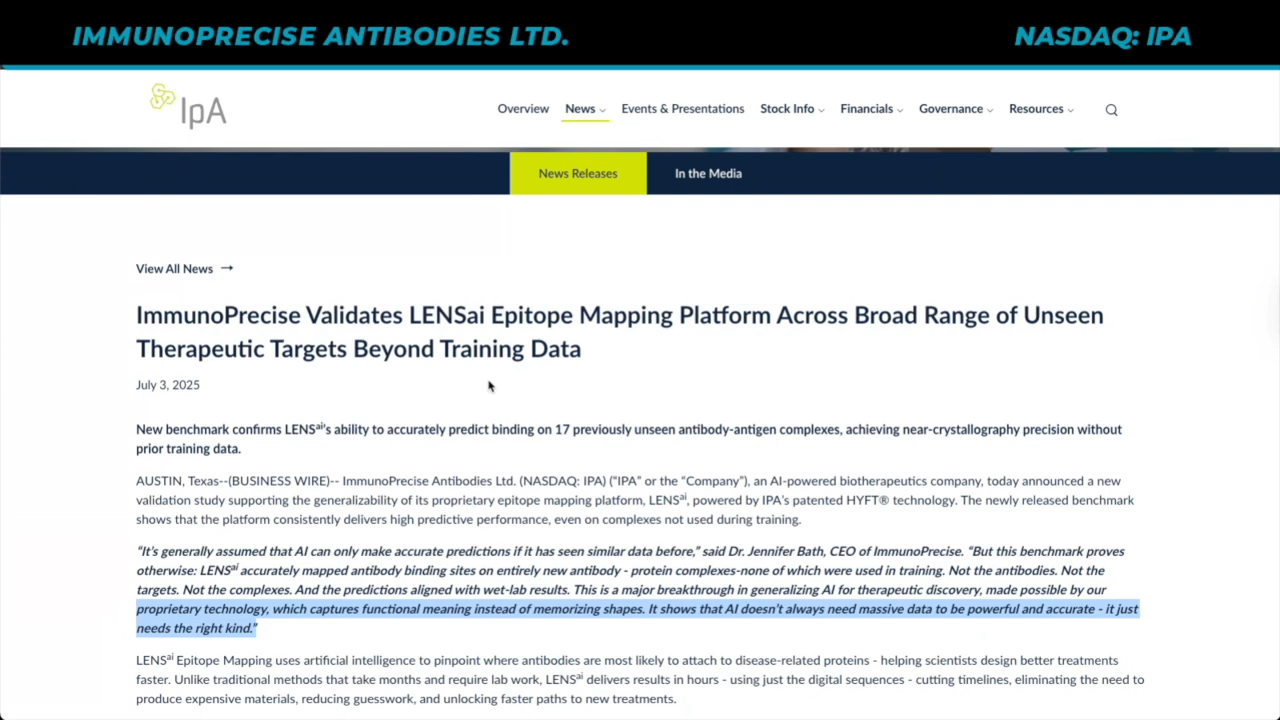 IMMUNOPRECISE ANTIBODIES LTD.
NASDAQ: IPA
IpA
Overview
News
Events & Presentations
Stock Info
Financials
Governance
Resources
News Releases
In the Media
View All News →
ImmunoPrecise Validates LENSai Epitope Mapping Platform Across Broad Range of Unseen
Therapeutic Targets Beyond Training Data
July 3, 2025
New benchmark confirms LENSai's ability to accurately predict binding on 17 previously unseen antibody-antigen complexes, achieving near-crystallography precision without
prior training data.
AUSTIN, Texas--(BUSINESS WIRE)-- ImmunoPrecise Antibodies Ltd. (NASDAQ: IPA) (“IPA” or the “Company”), an AI-powered biotherapeutics company, today announced a new
validation study supporting the generalizability of its proprietary epitope mapping platform, LENSai, powered by IPA’s patented HYFT® technology. The newly released benchmark
shows that the platform consistently delivers high predictive performance, even on complexes not used during training.
“It’s generally assumed that AI can only make accurate predictions if it has seen similar data before,” said Dr. Jennifer Bath, CEO of ImmunoPrecise. “But this benchmark proves
otherwise: LENSai accurately mapped antibody binding sites on entirely new antibody - protein complexes-none of which were used in training. Not the antibodies. Not the
targets. Not the complexes. And the predictions aligned with wet-lab results. This is a major breakthrough in generalizing AI for therapeutic discovery, made possible by our
proprietary technology, which captures functional meaning instead of memorizing shapes. It shows that AI doesn’t always need massive data to be powerful and accurate - it just
needs the right kind.”
LENSai Epitope Mapping uses artificial intelligence to pinpoint where antibodies are most likely to attach to disease-related proteins - helping scientists design better treatments
faster. Unlike traditional methods that take months and require lab work, LENSai delivers results in hours - using just the digital sequences - cutting timelines, eliminating the need to
produce expensive materials, reducing guesswork, and unlocking faster paths to new treatments.